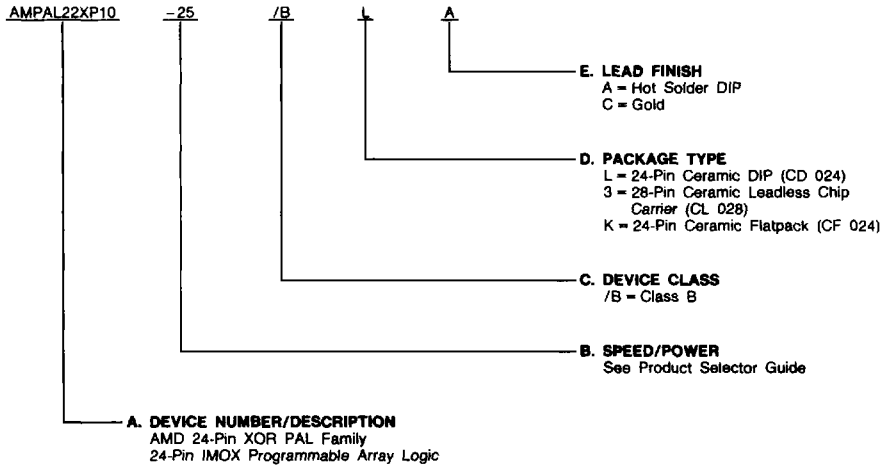 AMPAL22XP10 -25 /B L A
E. LEAD FINISH
A = Hot Solder DIP
C = Gold
D. PACKAGE TYPE
L = 24-Pin Ceramic DIP (CD 024)
3 = 28-Pin Ceramic Leadless Chip
Carrier (CL 028)
K = 24-Pin Ceramic Flatpack (CF 024)
C. DEVICE CLASS
/B = Class B
B. SPEED/POWER
See Product Selector Guide
A. DEVICE NUMBER/DESCRIPTION
AMD 24-Pin XOR PAL Family
24-Pin IMOX Programmable Array Logic